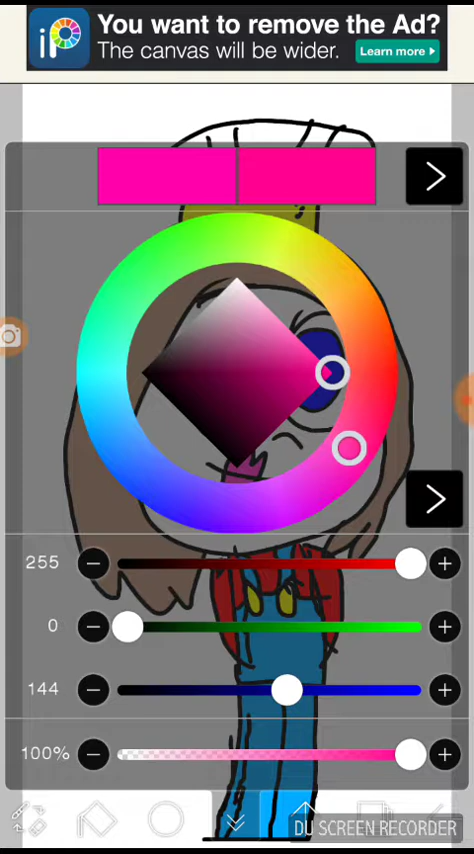 You want to remove the Ad?
iP
The canvas will be wider.
Learn more
255
0
144
100%
DU SCREEN RECORDER